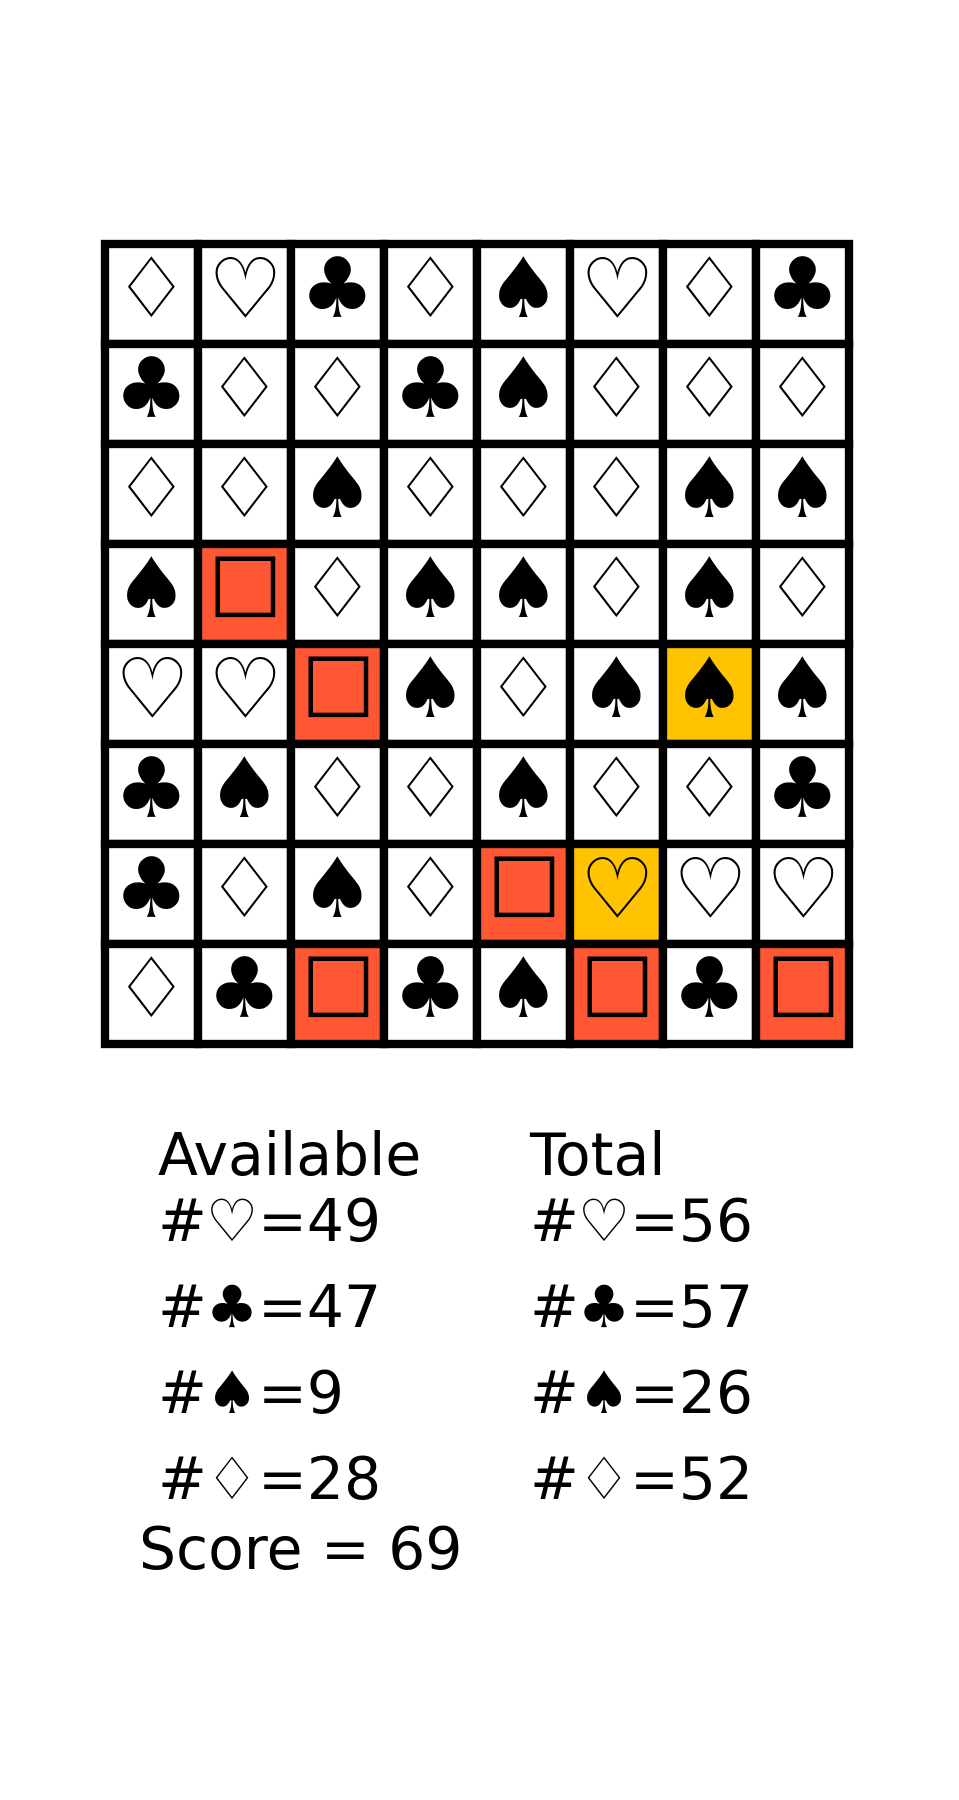 ♢ ♡ ♣ ♢ ♠ ♡ ♢ ♣
♣ ♢ ♢ ♣ ♠ ♢ ♢ ♢
♢ ♢ ♠ ♢ ♢ ♢ ♠ ♠
♠ □ ♢ ♠ ♠ ♢ ♠ ♢
♡ ♡ □ ♠ ♢ ♠ ♠ ♠
♣ ♠ ♢ ♢ ♠ ♢ ♢ ♣
♣ ♢ ♠ ♢ □ ♡ ♡ ♡
♢ ♣ □ ♣ ♠ □ ♣ □
Available Total
#♡=49 #♡=56
#♣=47 #♣=57
#♠=9 #♠=26
#♢=28 #♢=52
Score = 69